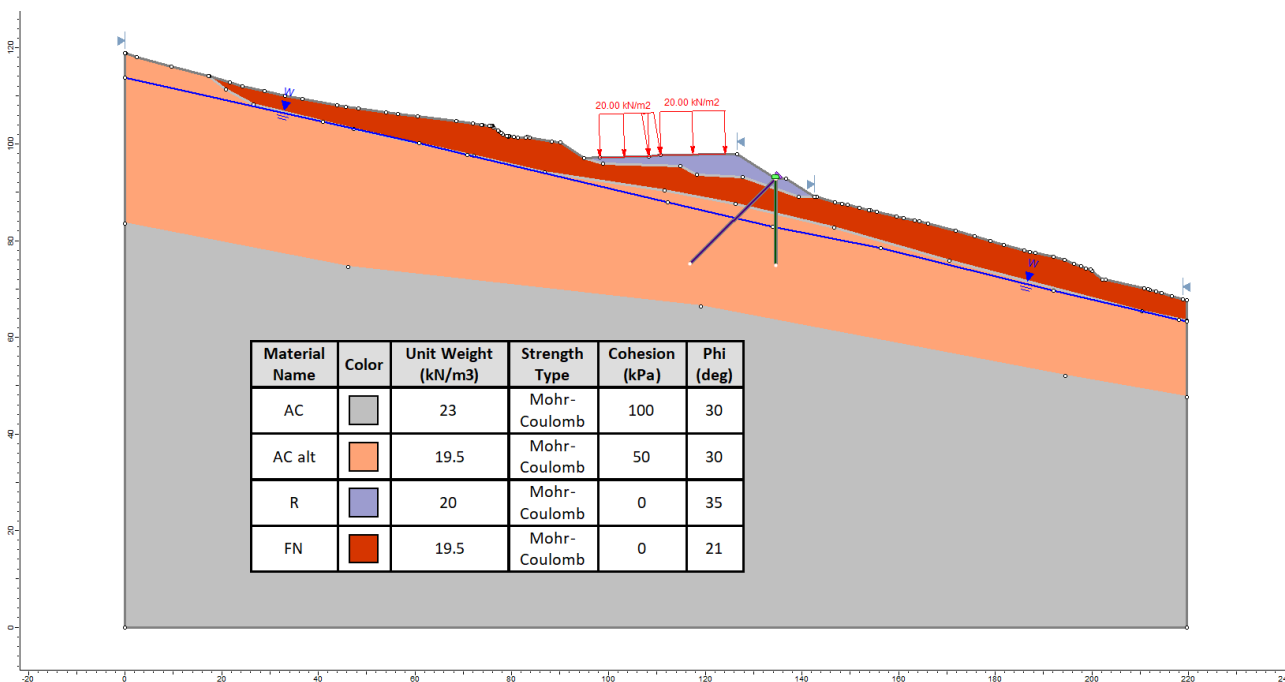 120
100
80
60
40
20
0
W
20.00 kN/m2
20.00 kN/m2
W
Material Name Color Unit Weight (kN/m3) Strength Type Cohesion (kPa) Phi (deg)
AC 23 Mohr-Coulomb 100 30
AC alt 19.5 Mohr-Coulomb 50 30
R 20 Mohr-Coulomb 0 35
FN 19.5 Mohr-Coulomb 0 21
-20 0 20 40 60 80 100 120 140 160 180 200 220